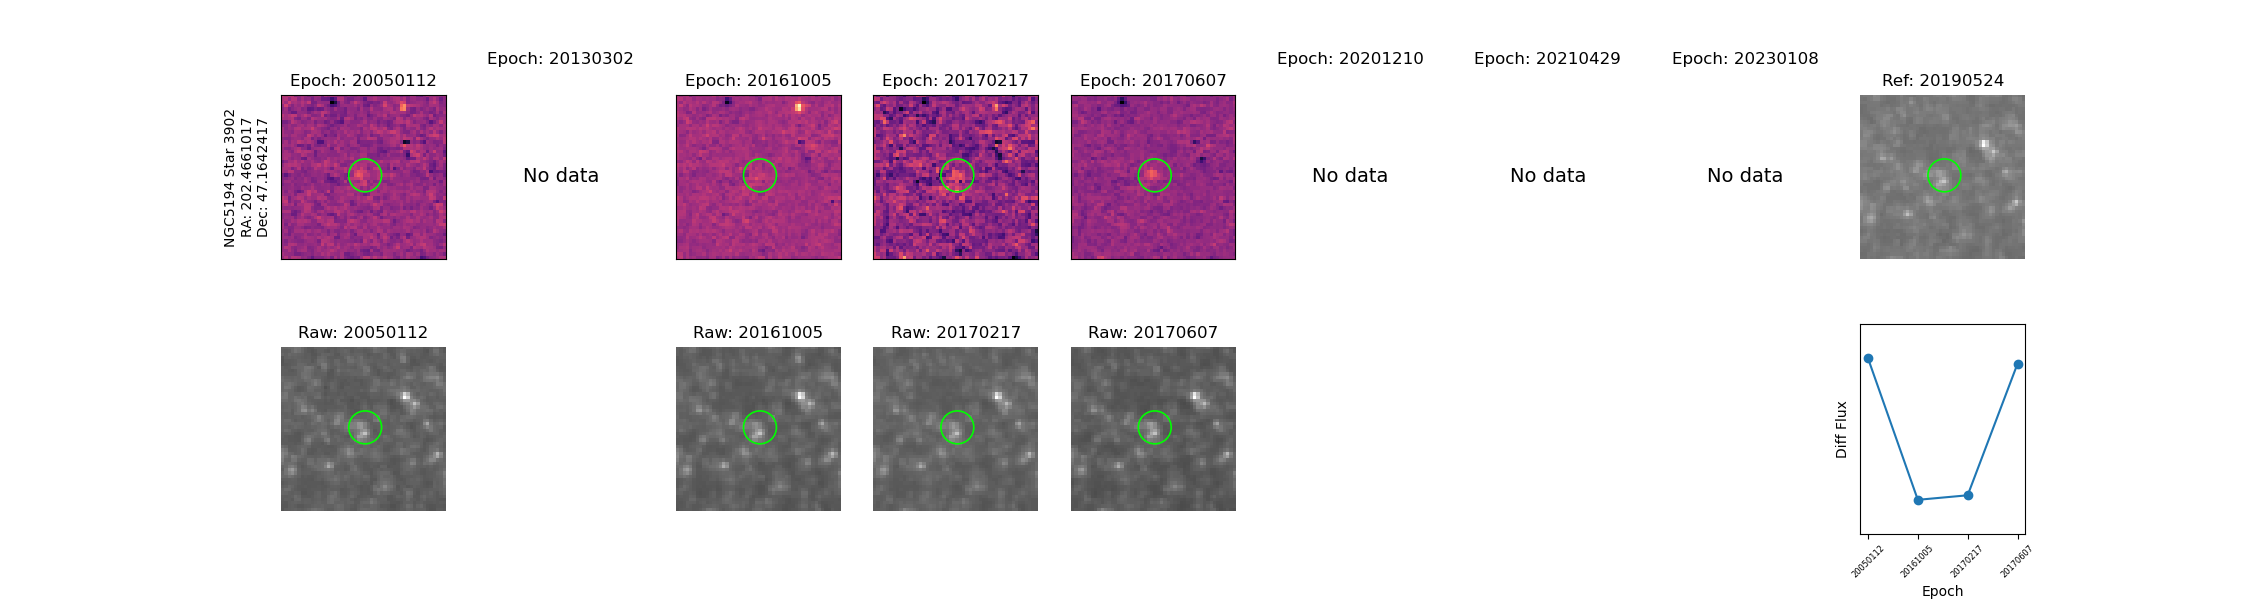 Epoch: 20130302
Epoch: 20201210
Epoch: 20210429
Epoch: 20230108
Epoch: 20050112
Epoch: 20161005
Epoch: 20170217
Epoch: 20170607
Ref: 20190524
NGC5194 Star 3902
RA: 202.4661017
Dec: 47.1642417
No data
No data
No data
No data
Raw: 20050112
Raw: 20161005
Raw: 20170217
Raw: 20170607
Diff Flux
20050112
20161005
20170217
20170607
Epoch